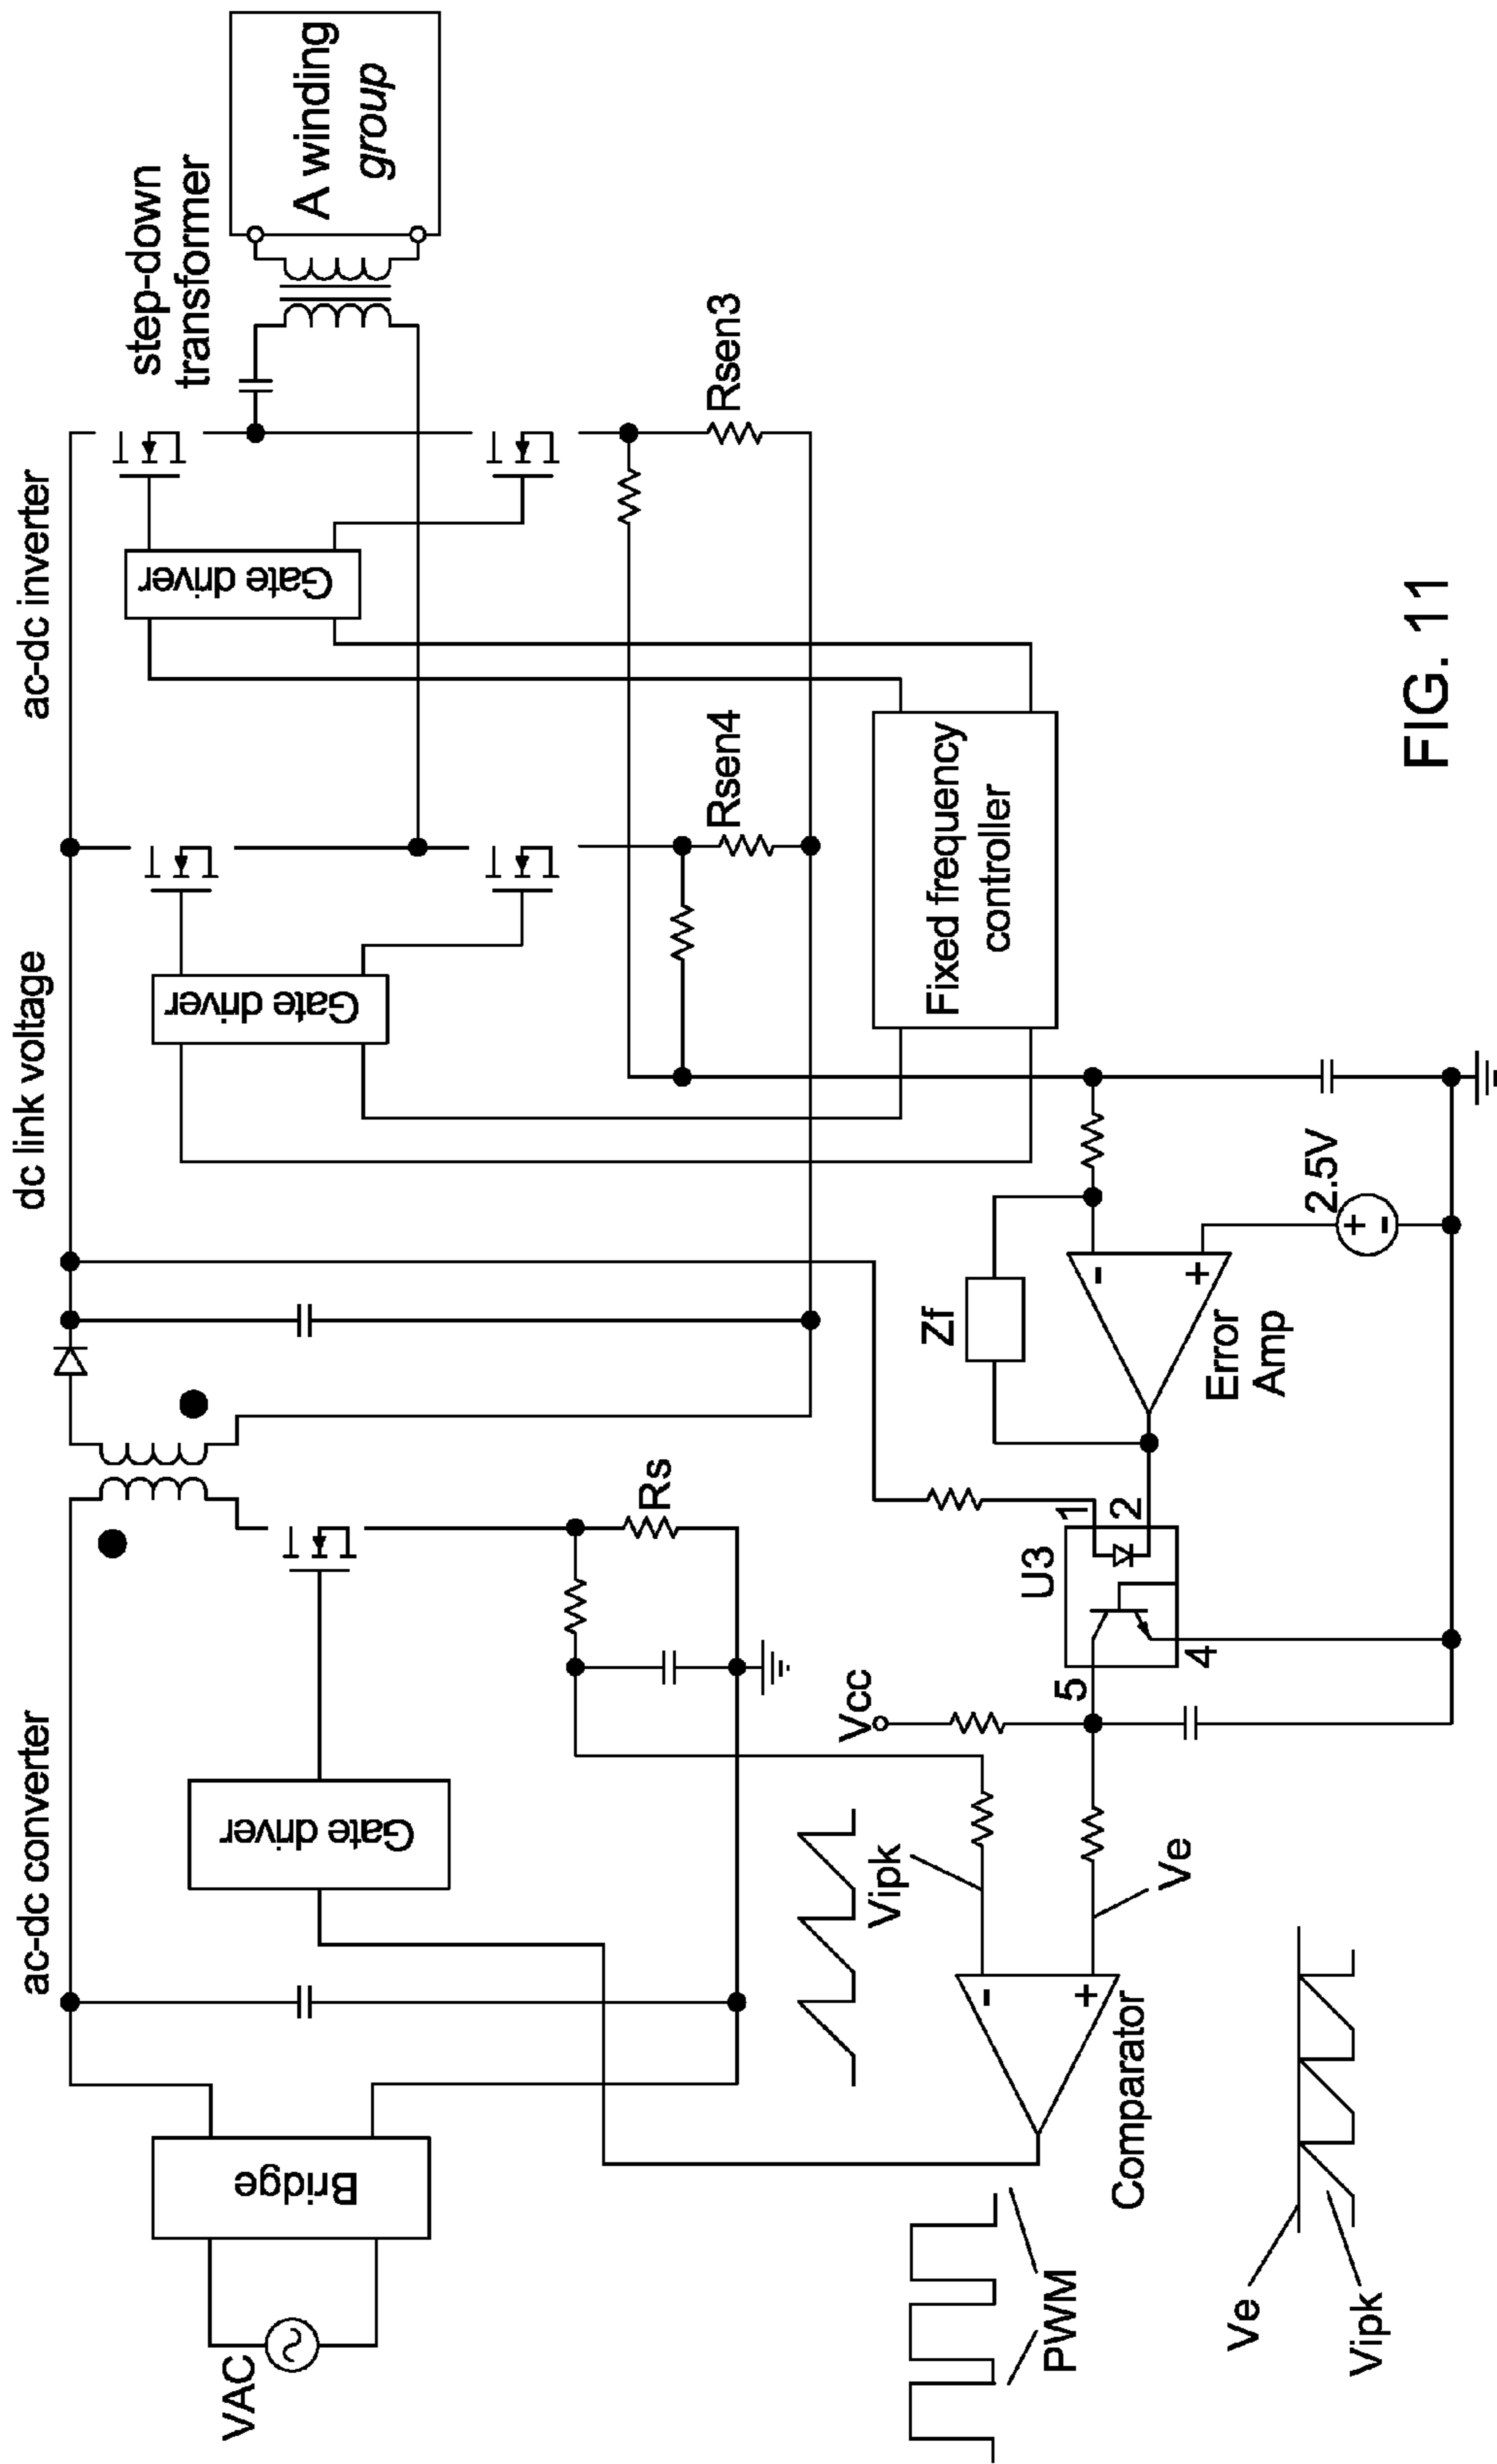 ac-dc converter
dc link voltage
ac-dc inverter
step-down
transformer
A winding
group
VAC
Bridge
Gate driver
Gate driver
Gate driver
Rs
Rsen4
Rsen3
Vcc
Vipk
Ve
-
+
Comparator
PWM
Ve
Vipk
U3
1
2
4
5
Zf
-
+
Error
Amp
2.5V
+
-
Fixed frequency
controller
FIG. 11